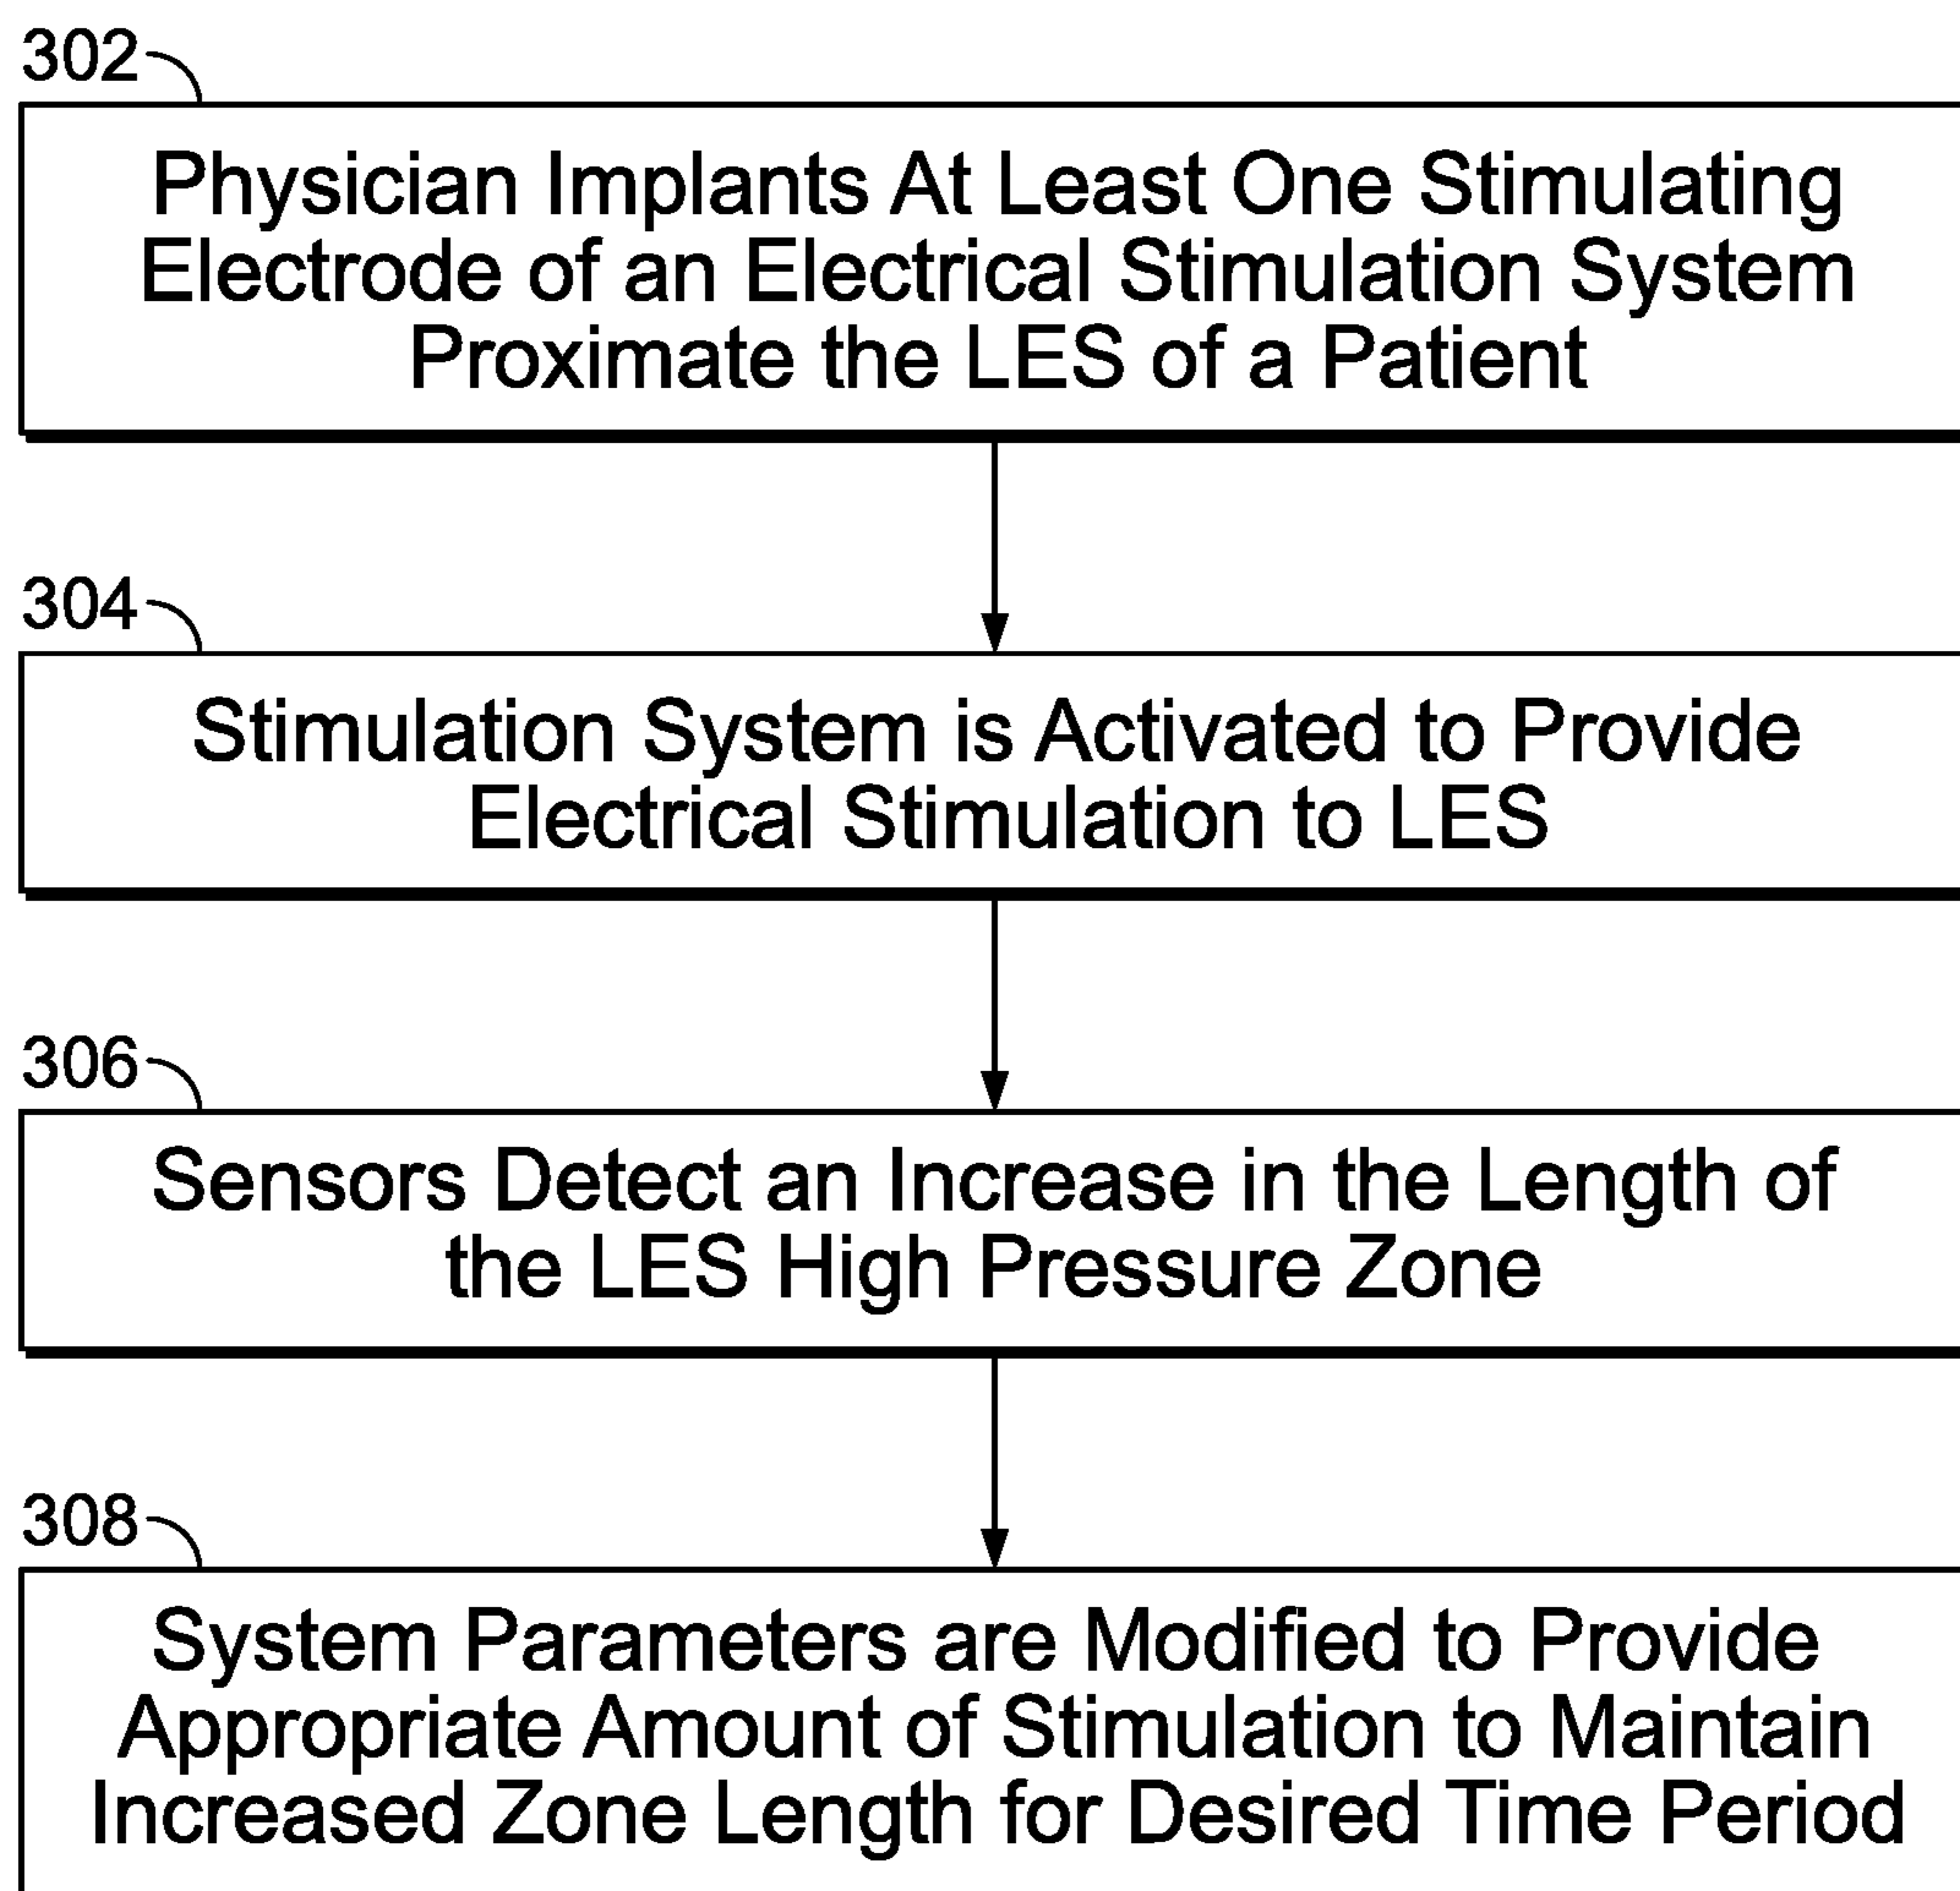 302
Physician Implants At Least One Stimulating
Electrode of an Electrical Stimulation System
Proximate the LES of a Patient
304
Stimulation System is Activated to Provide
Electrical Stimulation to LES
306
Sensors Detect an Increase in the Length of
the LES High Pressure Zone
308
System Parameters are Modified to Provide
Appropriate Amount of Stimulation to Maintain
Increased Zone Length for Desired Time Period